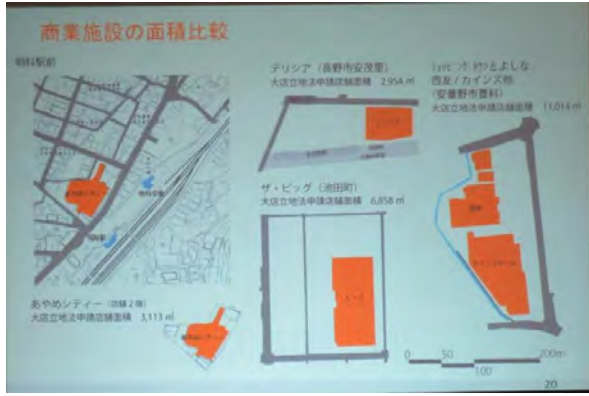 商業施設の面積比較
明科駅前
あやめシティー(店舗2階)
大店立地法申請店舗面積 3,113㎡
デリシア(長野市安茂里)
大店立地法申請店舗面積 2,954㎡
ザ・ビッグ(池田町)
大店立地法申請店舗面積 6,858㎡
ショッピング タウンとよしな
西友/カインズ他
(安曇野市豊科)
大店立地法申請店舗面積 11,014㎡
0 50 100 200m
20